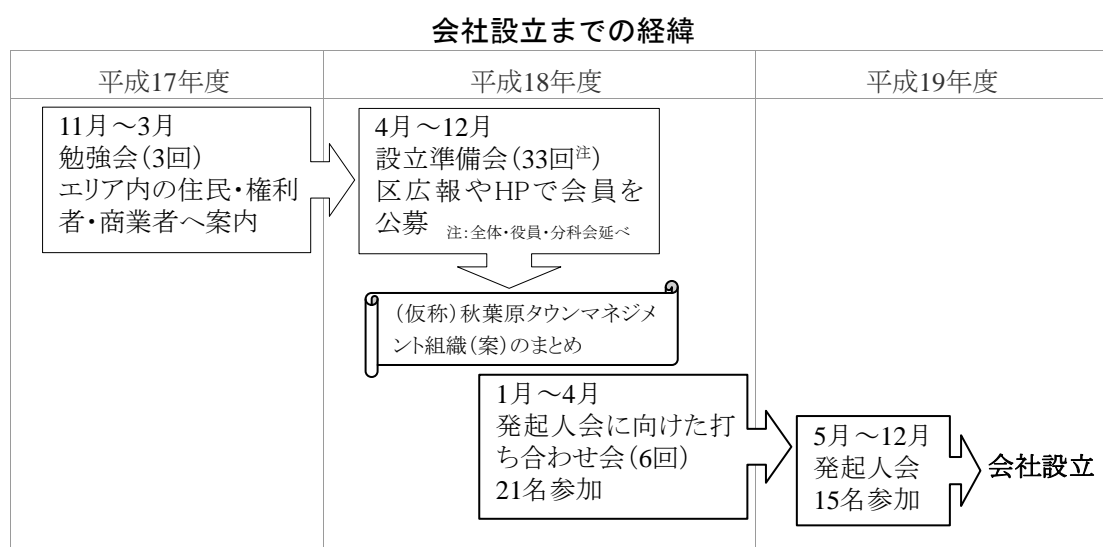 会社設立までの経緯
平成17年度
平成18年度
平成19年度
11月～3月
勉強会(3回)
エリア内の住民・権利
者・商業者へ案内
4月～12月
設立準備会(33回注)
区広報やHPで会員を
公募 注:全体・役員・分科会延べ
(仮称)秋葉原タウンマネジメ
ント組織(案)のまとめ
1月～4月
発起人会に向けた打
ち合わせ会(6回)
21名参加
5月～12月
発起人会
15名参加
会社設立